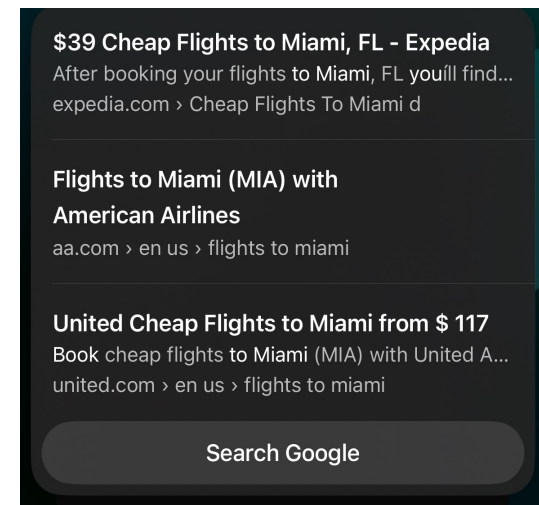 $39 Cheap Flights to Miami, FL - Expedia
After booking your flights to Miami, FL youíll find...
expedia.com › Cheap Flights To Miami d
Flights to Miami (MIA) with
American Airlines
aa.com › en us › flights to miami
United Cheap Flights to Miami from $ 117
Book cheap flights to Miami (MIA) with United A...
united.com › en us › flights to miami
Search Google